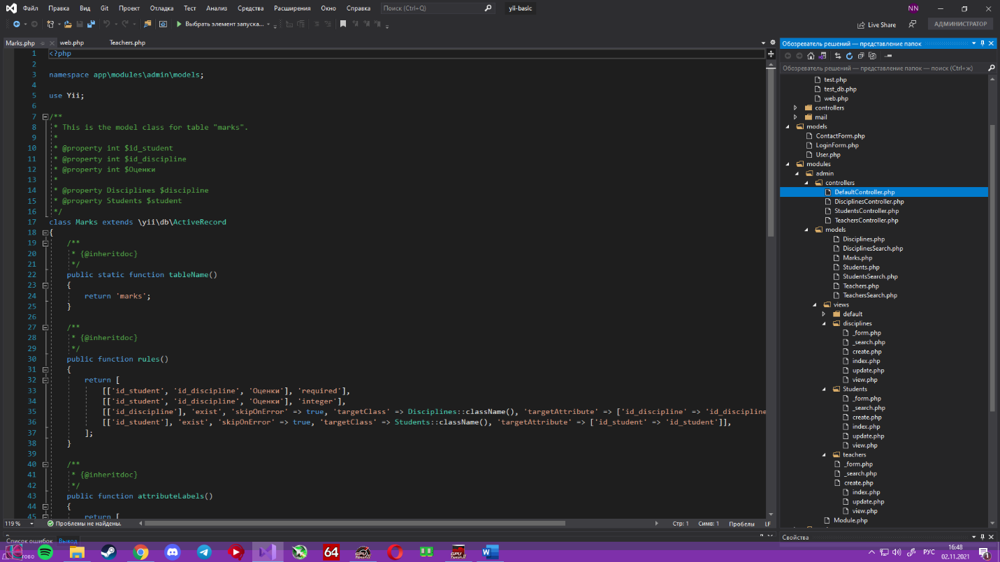 Файл Правка Вид Git Проект Отладка Тест Анализ Средства Расширения Окно Справка Поиск (Ctrl+Q) yii-basic NN
Выбрать элемент запуска... Live Share АДМИНИСТРАТОР
Marks.php web.php Teachers.php
1 <?php
2
3 namespace app\modules\admin\models;
4
5 use Yii;
6
7 /**
8 * This is the model class for table "marks".
9 *
10 * @property int $id_student
11 * @property int $id_discipline
12 * @property int $Оценки
13 *
14 * @property Disciplines $discipline
15 * @property Students $student
16 */
17 class Marks extends \yii\db\ActiveRecord
18 {
19 /**
20 * {@inheritdoc}
21 */
22 public static function tableName()
23 {
24 return 'marks';
25 }
26
27 /**
28 * {@inheritdoc}
29 */
30 public function rules()
31 {
32 return [
33 [['id_student', 'id_discipline', 'Оценки'], 'required'],
34 [['id_student', 'id_discipline', 'Оценки'], 'integer'],
35 [['id_discipline'], 'exist', 'skipOnError' => true, 'targetClass' => Disciplines::className(), 'targetAttribute' => ['id_discipline' => 'id_discipline
36 [['id_student'], 'exist', 'skipOnError' => true, 'targetClass' => Students::className(), 'targetAttribute' => ['id_student' => 'id_student']],
37 ];
38 }
39
40 /**
41 * {@inheritdoc}
42 */
43 public function attributeLabels()
44 {
45 return [
119 % Проблемы не найдены. Стр: 1 Симв: 1 Пробелы LF
Список ошибок Вывод
Обозреватель решений — представление папок
Обозреватель решений — представление папок — поиск (Ctrl+ж)
test.php
test_db.php
web.php
controllers
mail
models
ContactForm.php
LoginForm.php
User.php
modules
admin
controllers
DefaultController.php
DisciplinesController.php
StudentsController.php
TeachersController.php
models
Disciplines.php
DisciplinesSearch.php
Marks.php
Students.php
StudentsSearch.php
Teachers.php
TeachersSearch.php
views
default
disciplines
_form.php
_search.php
create.php
index.php
update.php
view.php
Students
_form.php
_search.php
create.php
index.php
update.php
view.php
teachers
_form.php
_search.php
create.php
index.php
update.php
view.php
Module.php
Свойства
64
РУС
16:48
02.11.2021
1